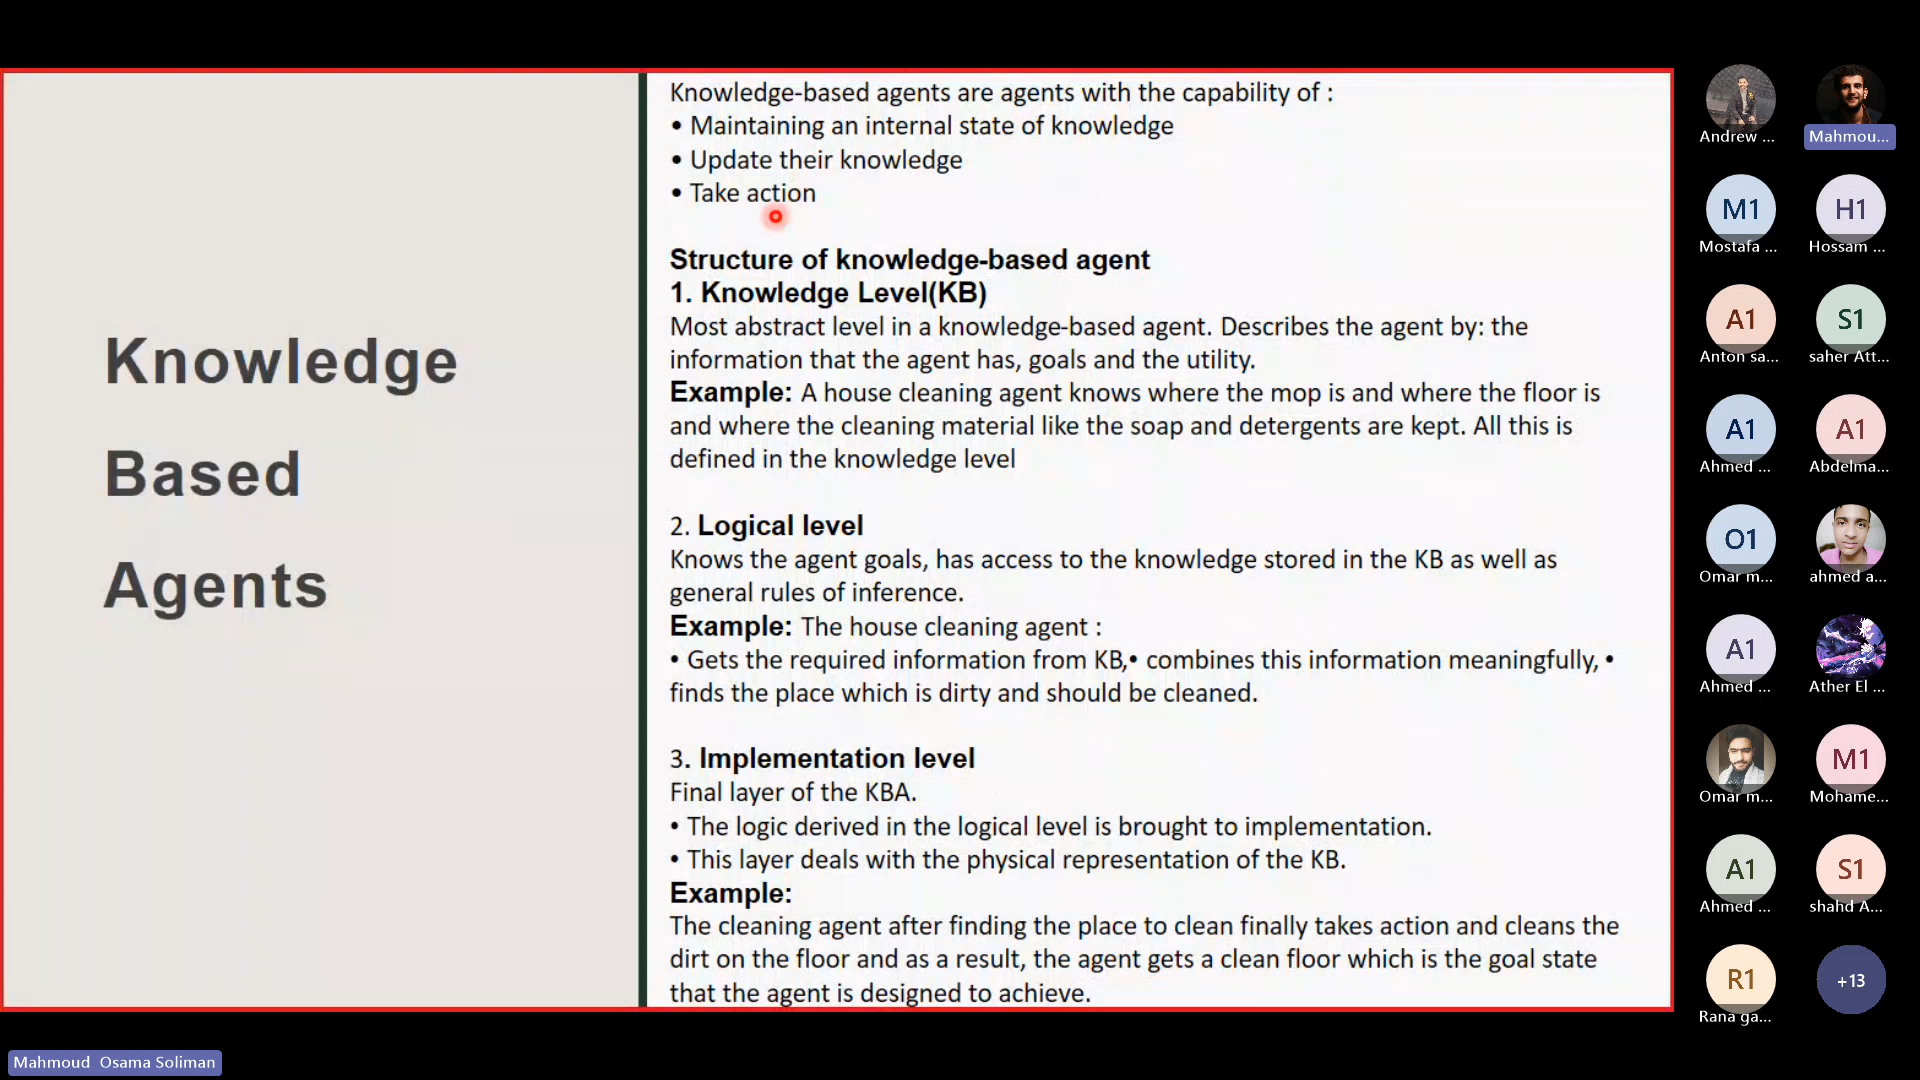 Knowledge
Based
Agents
Knowledge-based agents are agents with the capability of :
• Maintaining an internal state of knowledge
• Update their knowledge
• Take action
Structure of knowledge-based agent
1. Knowledge Level(KB)
Most abstract level in a knowledge-based agent. Describes the agent by: the
information that the agent has, goals and the utility.
Example: A house cleaning agent knows where the mop is and where the floor is
and where the cleaning material like the soap and detergents are kept. All this is
defined in the knowledge level
2. Logical level
Knows the agent goals, has access to the knowledge stored in the KB as well as
general rules of inference.
Example: The house cleaning agent :
• Gets the required information from KB,• combines this information meaningfully, •
finds the place which is dirty and should be cleaned.
3. Implementation level
Final layer of the KBA.
• The logic derived in the logical level is brought to implementation.
• This layer deals with the physical representation of the KB.
Example:
The cleaning agent after finding the place to clean finally takes action and cleans the
dirt on the floor and as a result, the agent gets a clean floor which is the goal state
that the agent is designed to achieve.
Andrew ...
Mahmou...
M1
H1
Mostafa ...
Hossam ...
A1
S1
Anton sa...
saher Att...
A1
A1
Ahmed ...
Abdelma...
O1
Omar m...
ahmed a...
A1
Ahmed ...
Ather El ...
M1
Omar m...
Mohame...
A1
S1
Ahmed ...
shahd A...
R1
+13
Rana ga...
Mahmoud Osama Soliman